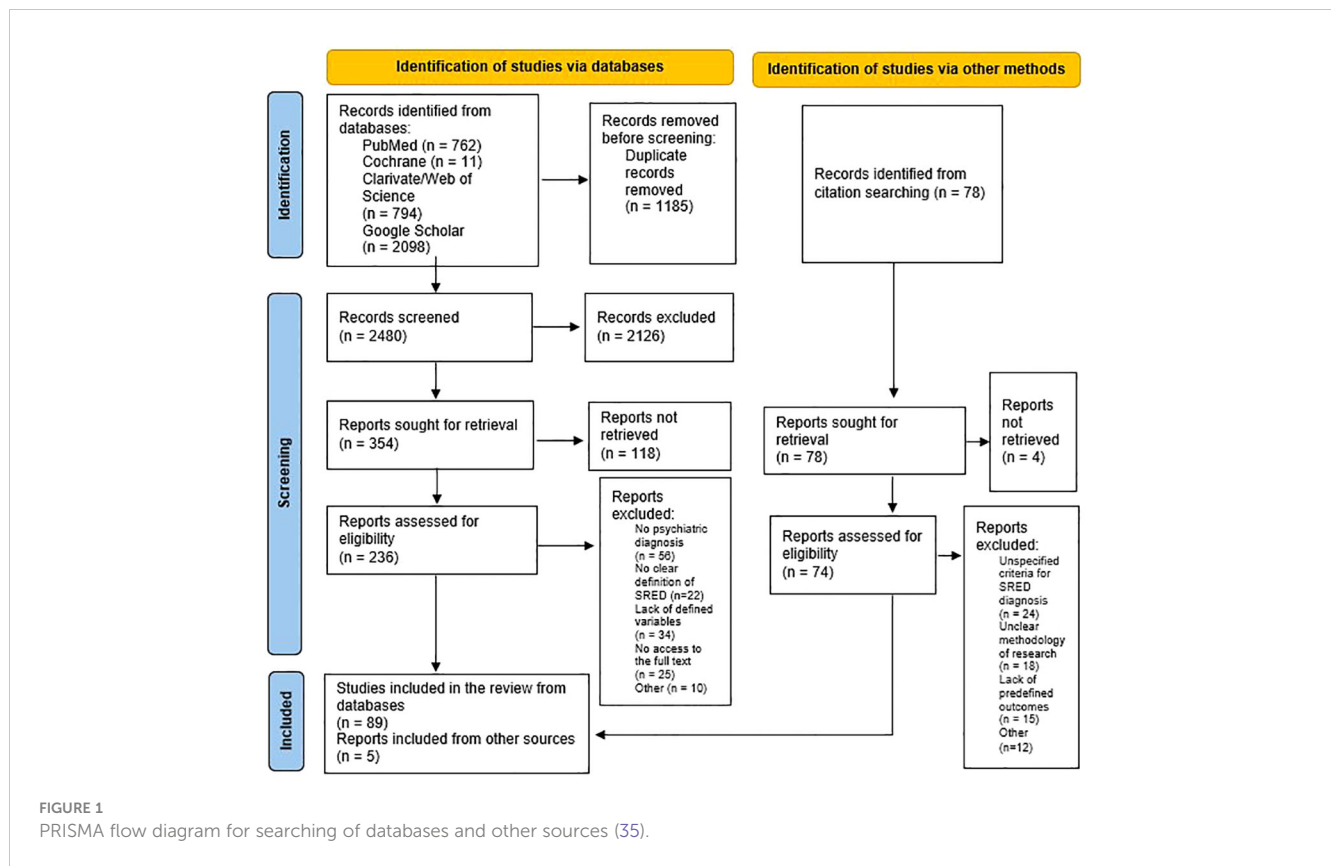 Identification of studies via databases
Identification of studies via other methods
Identification
Records identified from
databases:
PubMed (n = 762)
Cochrane (n = 11)
Clarivate/Web of
Science
(n = 794)
Google Scholar
(n = 2098)
Records removed
before screening:
Duplicate
records
removed
(n = 1185)
Records identified from
citation searching (n = 78)
Screening
Records screened
(n = 2480)
Records excluded
(n = 2126)
Reports sought for retrieval
(n = 354)
Reports not
retrieved
(n = 118)
Reports sought for
retrieval
(n = 78)
Reports
not
retrieved
(n = 4)
Reports assessed for
eligibility
(n = 236)
Reports
excluded:
No psychiatric
diagnosis
(n = 56)
No clear
definition of
SRED (n=22)
Lack of defined
variables
(n = 34)
No access to
the full text
(n = 25)
Other (n = 10)
Reports assessed for
eligibility
(n = 74)
Reports
excluded:
Unspecified
criteria for
SRED
diagnosis
(n = 24)
Unclear
methodology
of research
(n = 18)
Lack of
predefined
outcomes
(n = 15)
Other
(n=12)
Included
Studies included in the review from
databases
(n = 89)
Reports included from other sources
(n = 5)
FIGURE 1
PRISMA flow diagram for searching of databases and other sources (35).